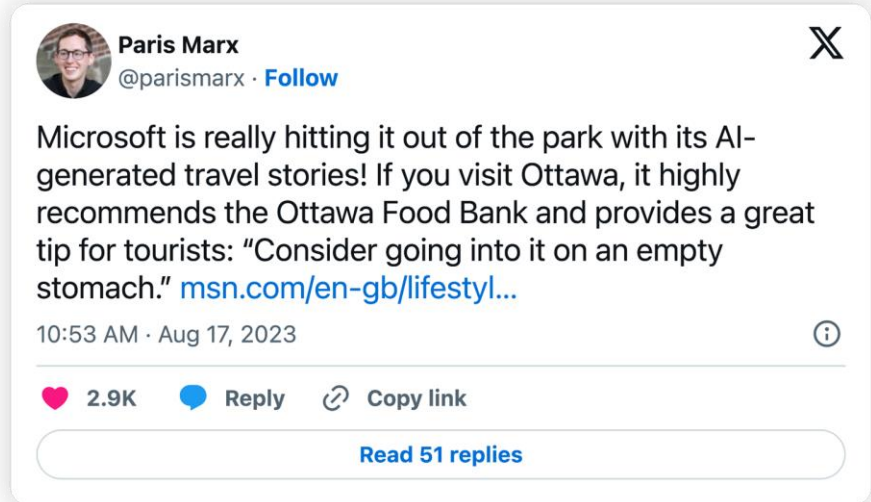 Paris Marx
@parismarx · Follow
Microsoft is really hitting it out of the park with its AI-
generated travel stories! If you visit Ottawa, it highly
recommends the Ottawa Food Bank and provides a great
tip for tourists: “Consider going into it on an empty
stomach.” msn.com/en-gb/lifestyl...
10:53 AM · Aug 17, 2023
2.9K Reply Copy link
Read 51 replies